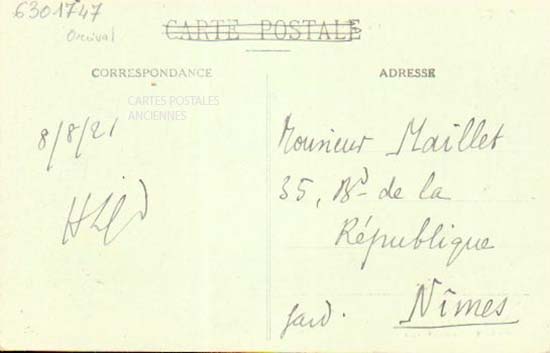 6301747
Orcival
CARTE POSTALE
CORRESPONDANCE
ADRESSE
CARTES POSTALES
ANCIENNES
8/8/21
Monsieur Maillet
35, Bd de la
République
Gard. Nîmes